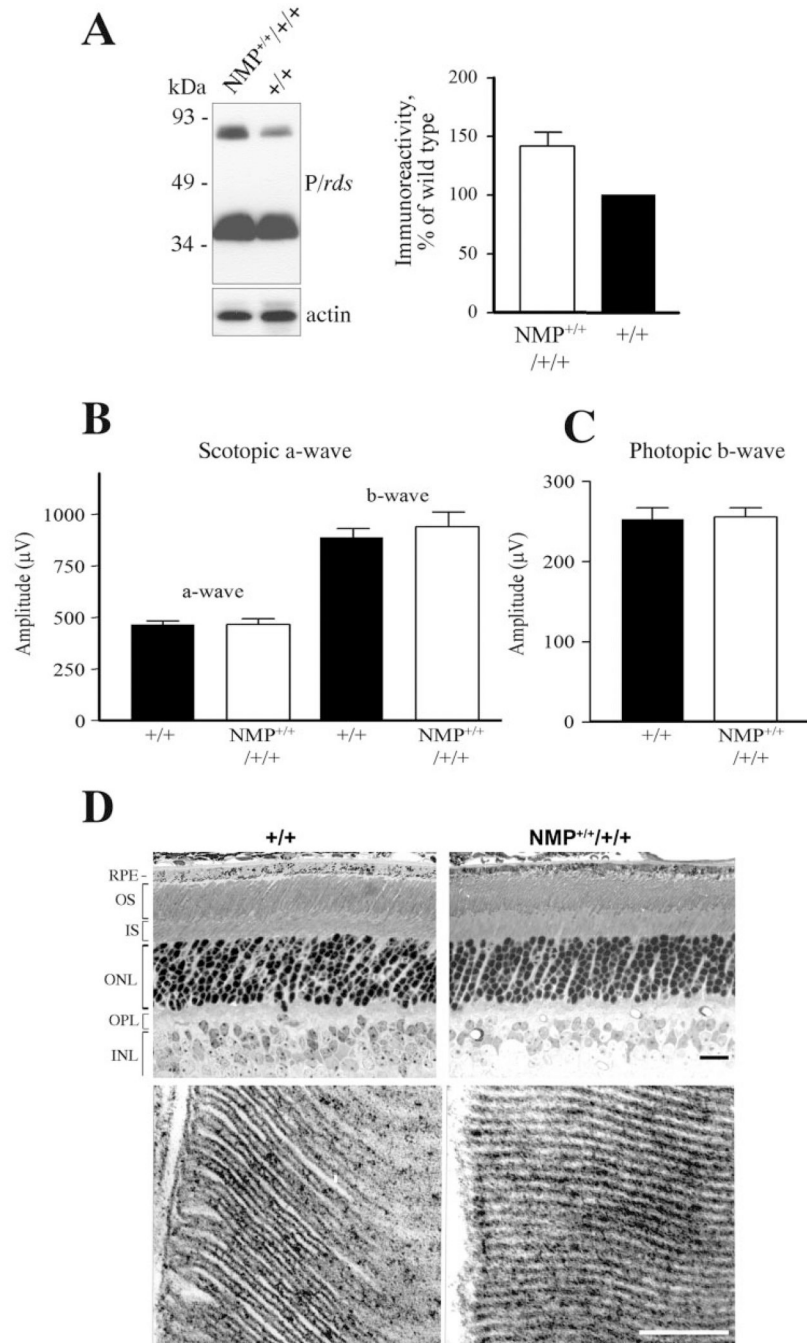 A
kDa
NMP+/+/+/+
+/+
93 -
49 -
34 -
P/rds
actin
Immunoreactivity,
% of wild type
200
150
100
50
0
NMP+/+
/+/+
+/+
B
Scotopic a-wave
Amplitude (µV)
1000
750
500
250
0
a-wave
b-wave
+/+
NMP+/+
/+/+
+/+
NMP+/+
/+/+
C
Photopic b-wave
Amplitude (µV)
300
200
100
0
+/+
NMP+/+
/+/+
D
+/+
NMP+/+/+/+
RPE-
OS
IS
ONL
OPL
INL